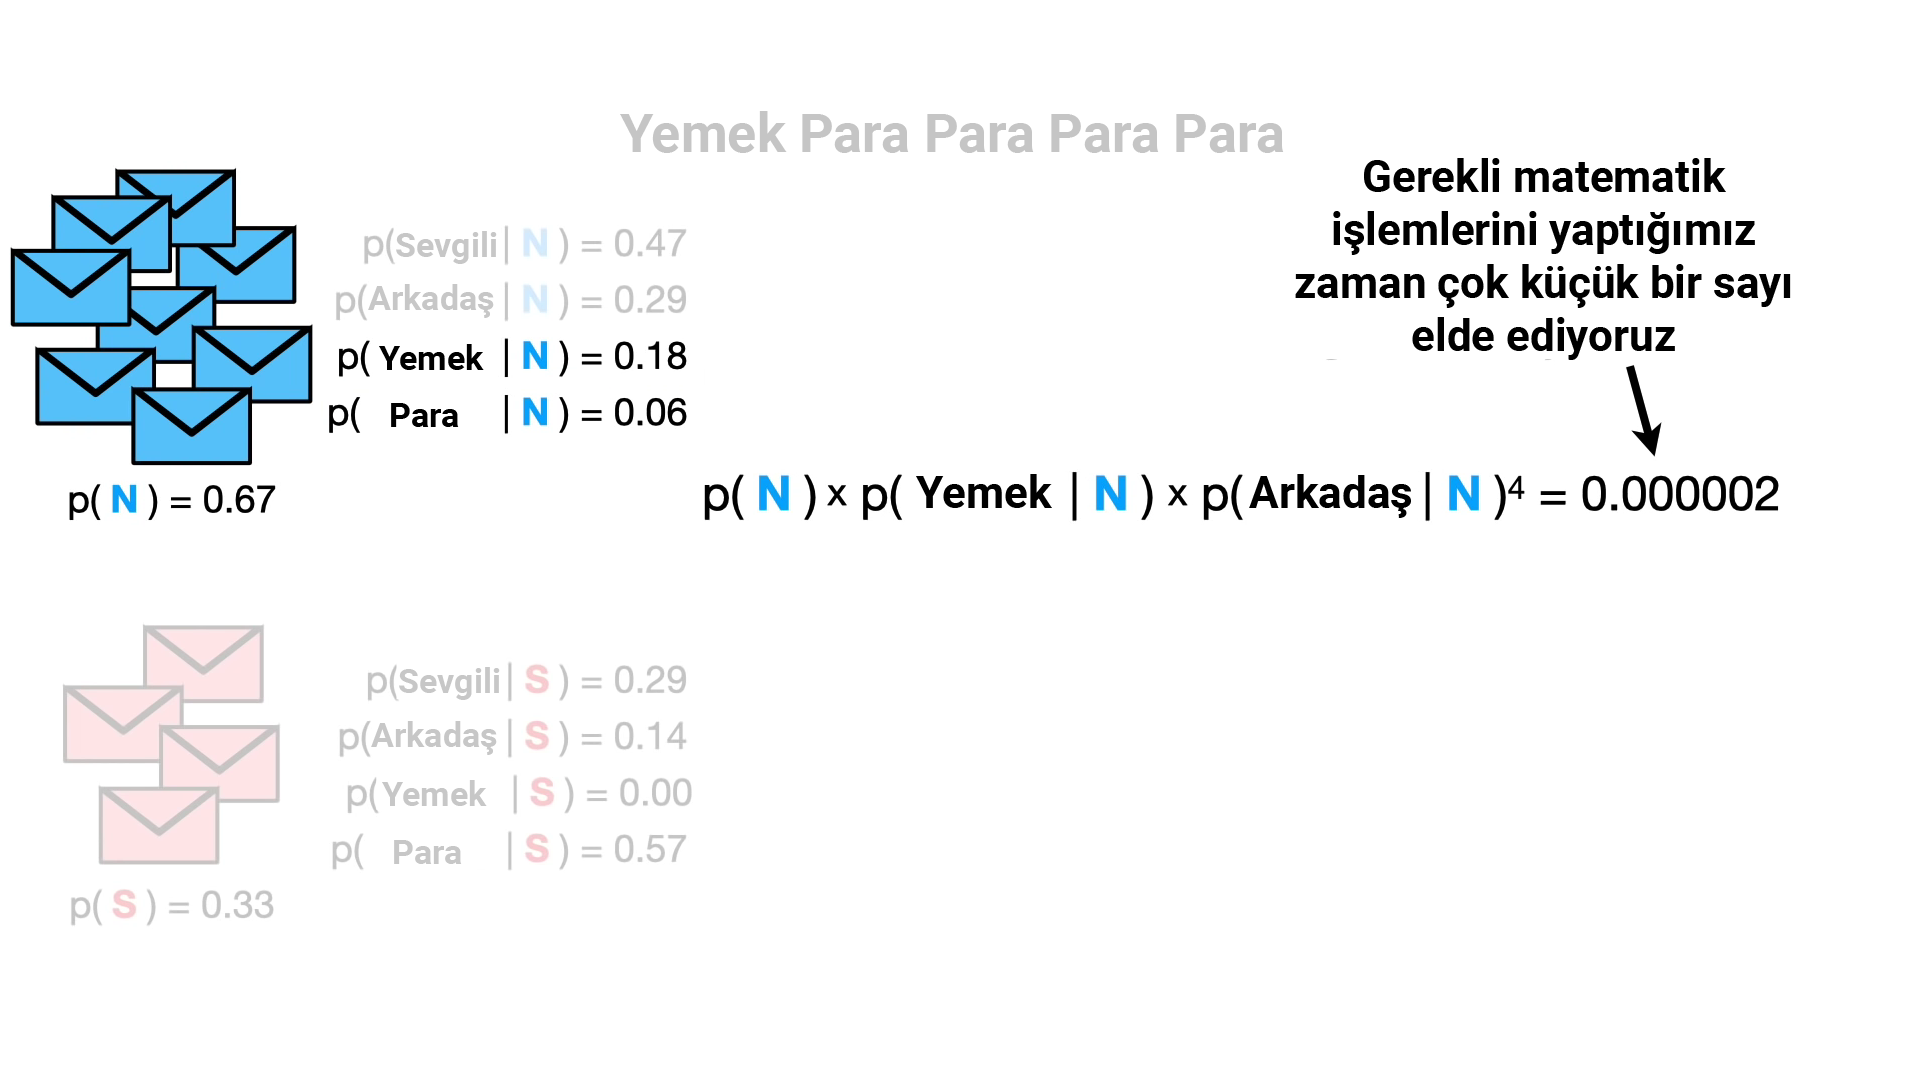 Yemek Para Para Para Para
Gerekli matematik
işlemlerini yaptığımız
zaman çok küçük bir sayı
elde ediyoruz
p(Sevgili | N ) = 0.47
p(Arkadaş | N ) = 0.29
p( Yemek | N ) = 0.18
p( Para | N ) = 0.06
p( N ) = 0.67
p( N ) x p( Yemek | N ) x p(Arkadaş | N )⁴ = 0.000002
p(Sevgili | S ) = 0.29
p(Arkadaş | S ) = 0.14
p(Yemek | S ) = 0.00
p( Para | S ) = 0.57
p( S ) = 0.33